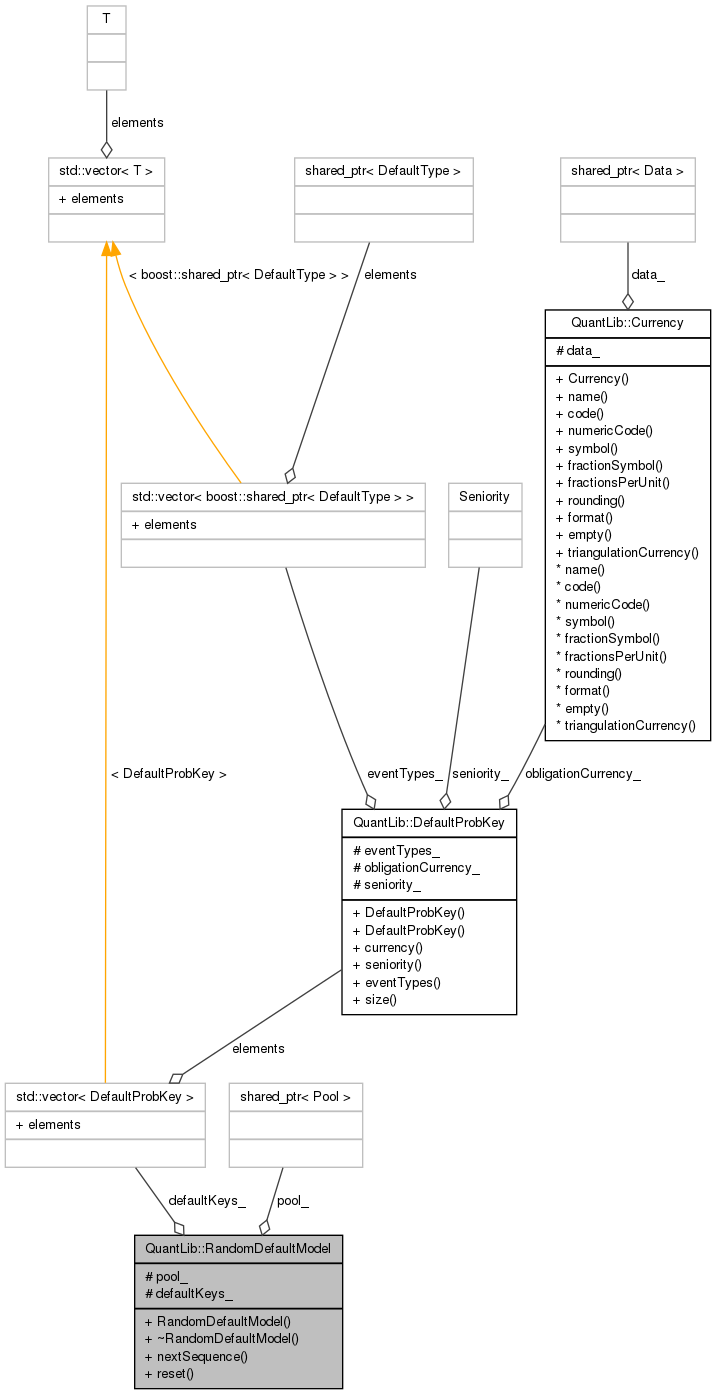 T
elements
std::vector< T >
+ elements
shared_ptr< DefaultType >
shared_ptr< Data >
< boost::shared_ptr< DefaultType > >
elements
data_
QuantLib::Currency
# data_
+ Currency()
+ name()
+ code()
+ numericCode()
+ symbol()
+ fractionSymbol()
+ fractionsPerUnit()
+ rounding()
+ format()
+ empty()
+ triangulationCurrency()
* name()
* code()
* numericCode()
* symbol()
* fractionSymbol()
* fractionsPerUnit()
* rounding()
* format()
* empty()
* triangulationCurrency()
std::vector< boost::shared_ptr< DefaultType > >
+ elements
Seniority
< DefaultProbKey >
eventTypes_
seniority_
obligationCurrency_
QuantLib::DefaultProbKey
# eventTypes_
# obligationCurrency_
# seniority_
+ DefaultProbKey()
+ DefaultProbKey()
+ currency()
+ seniority()
+ eventTypes()
+ size()
elements
std::vector< DefaultProbKey >
+ elements
shared_ptr< Pool >
defaultKeys_
pool_
QuantLib::RandomDefaultModel
# pool_
# defaultKeys_
+ RandomDefaultModel()
+ ~RandomDefaultModel()
+ nextSequence()
+ reset()